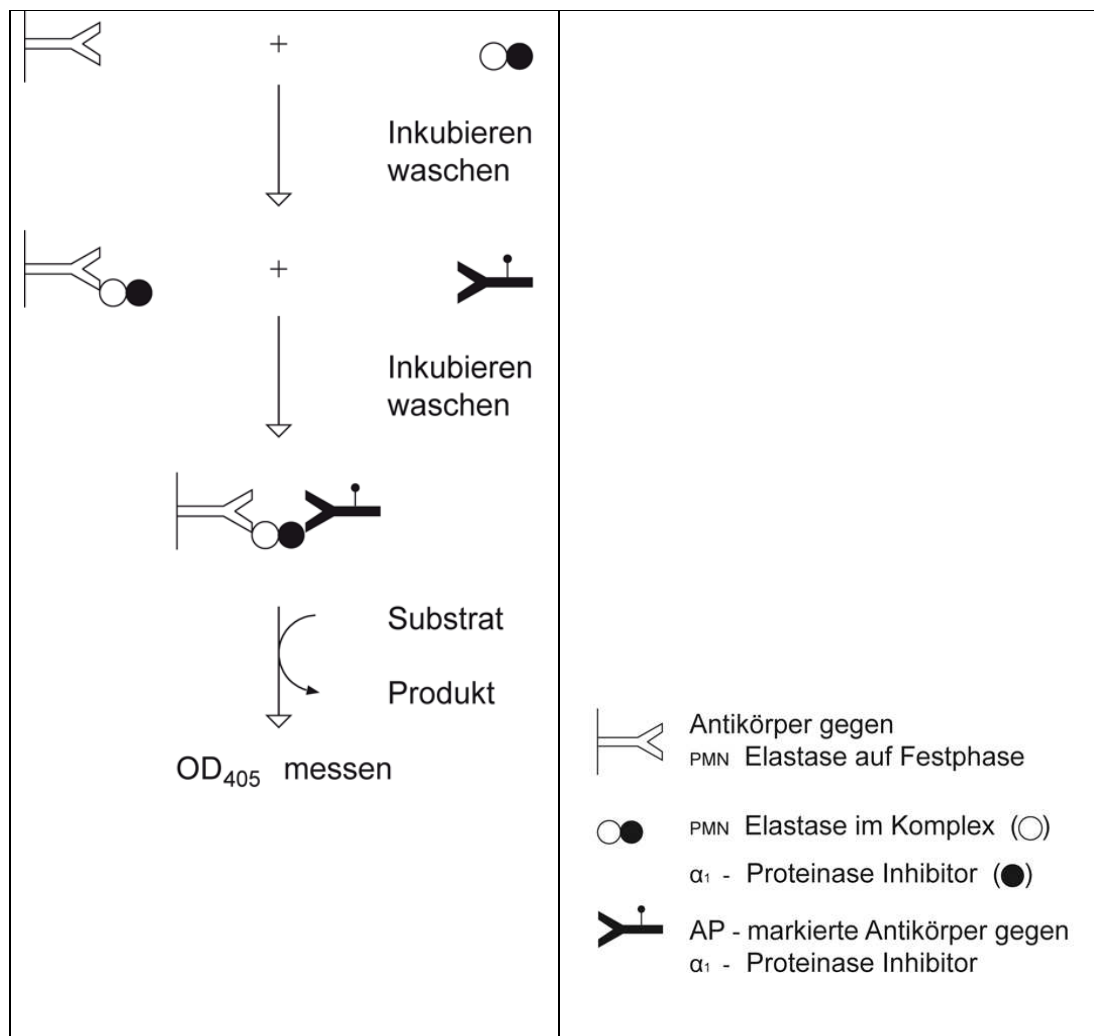 +
Inkubieren
waschen
+
Inkubieren
waschen
Substrat
Produkt
OD₄₀₅ messen
Antikörper gegen
PMN Elastase auf Festphase
PMN Elastase im Komplex (○)
α₁ - Proteinase Inhibitor (●)
AP - markierte Antikörper gegen
α₁ - Proteinase Inhibitor